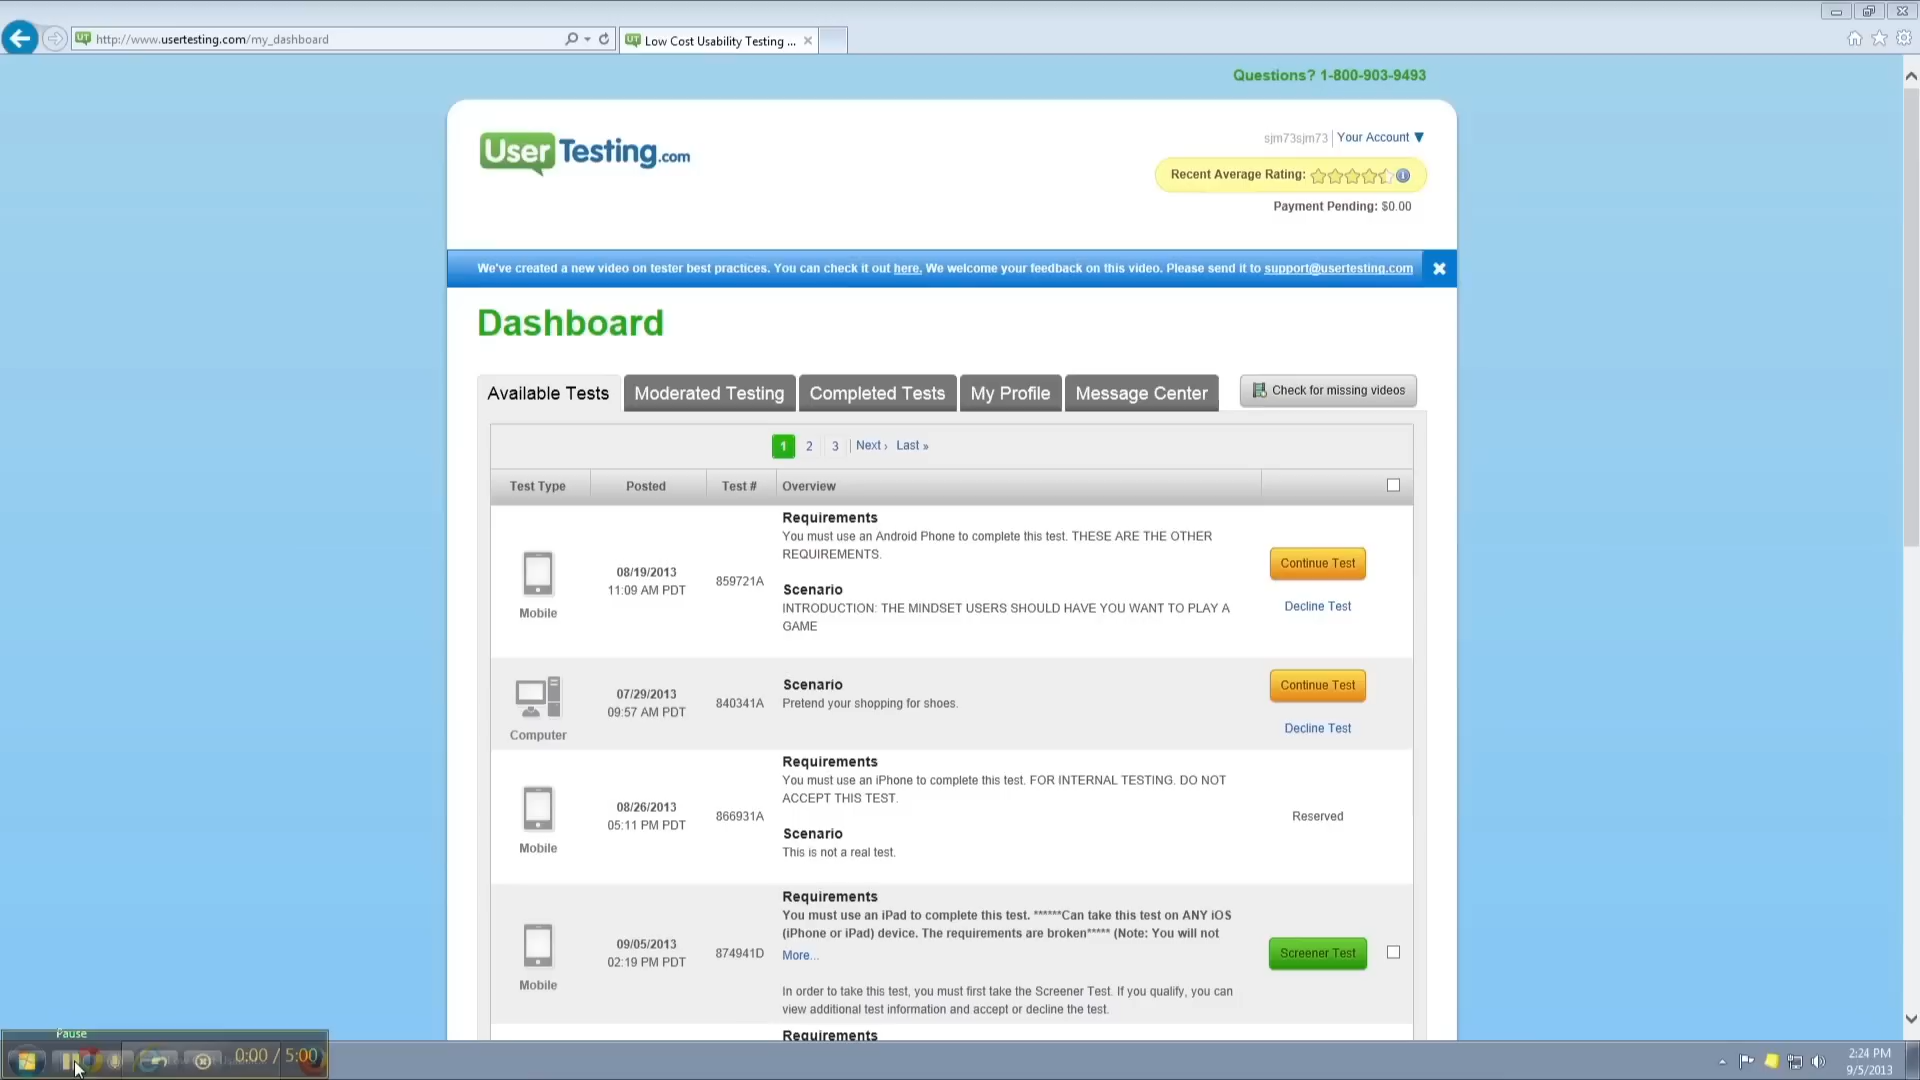 http://www.usertesting.com/my_dashboard
UT Low Cost Usability Testing ...
Questions? 1-800-903-9493
User Testing.com
sjm73sjm73 | Your Account ▼
Recent Average Rating:
Payment Pending: $0.00
We've created a new video on tester best practices. You can check it out here. We welcome your feedback on this video. Please send it to support@usertesting.com
Dashboard
Available Tests Moderated Testing Completed Tests My Profile Message Center Check for missing videos
1 2 3 | Next › Last »
Test Type Posted Test # Overview
Requirements
You must use an Android Phone to complete this test. THESE ARE THE OTHER
REQUIREMENTS.
Scenario
INTRODUCTION: THE MINDSET USERS SHOULD HAVE YOU WANT TO PLAY A
GAME
Mobile
08/19/2013
11:09 AM PDT
859721A
Continue Test
Decline Test
Computer
07/29/2013
09:57 AM PDT
840341A
Scenario
Pretend your shopping for shoes.
Continue Test
Decline Test
Mobile
08/26/2013
05:11 PM PDT
866931A
Requirements
You must use an iPhone to complete this test. FOR INTERNAL TESTING. DO NOT
ACCEPT THIS TEST.
Scenario
This is not a real test.
Reserved
Mobile
09/05/2013
02:19 PM PDT
874941D
Requirements
You must use an iPad to complete this test. ******Can take this test on ANY iOS
(iPhone or iPad) device. The requirements are broken***** (Note: You will not
More...
In order to take this test, you must first take the Screener Test. If you qualify, you can
view additional test information and accept or decline the test.
Screener Test
Requirements
Pause
0:00 / 5:00
2:24 PM
9/5/2013